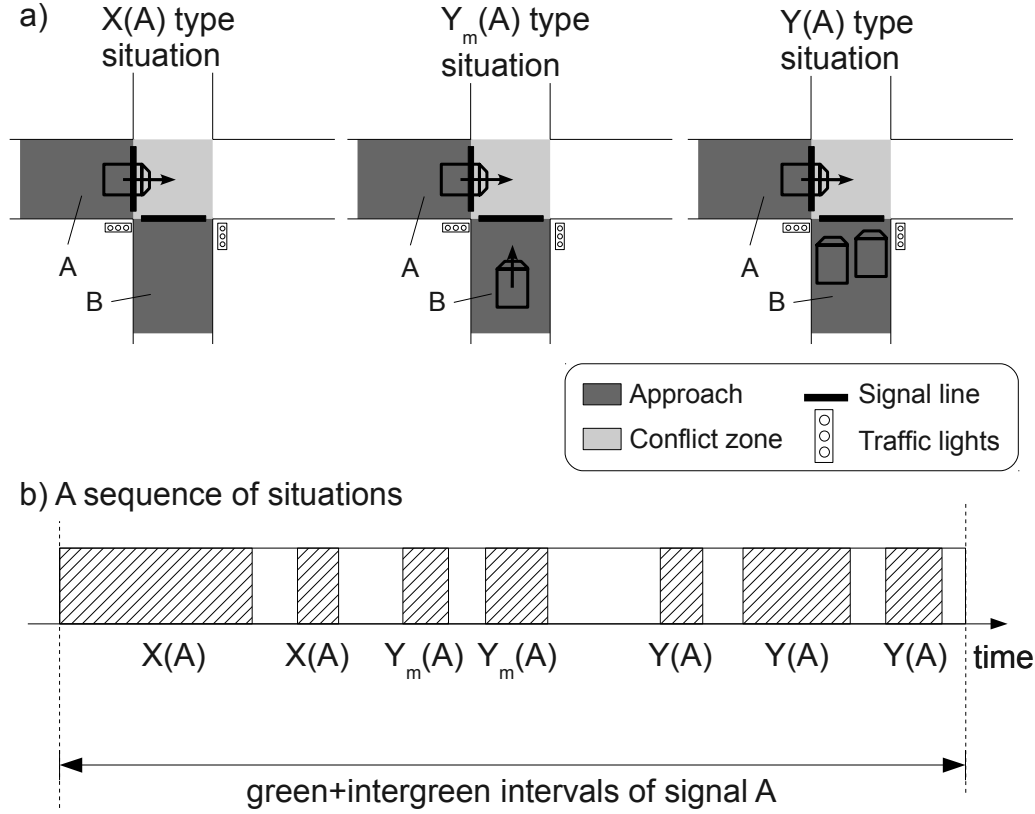 a)
X(A) type
situation
Y_m(A) type
situation
Y(A) type
situation
A
B
A
B
A
B
Approach
Signal line
Conflict zone
Traffic lights
b) A sequence of situations
X(A) X(A) Y_m(A) Y_m(A) Y(A) Y(A) Y(A) time
green+intergreen intervals of signal A